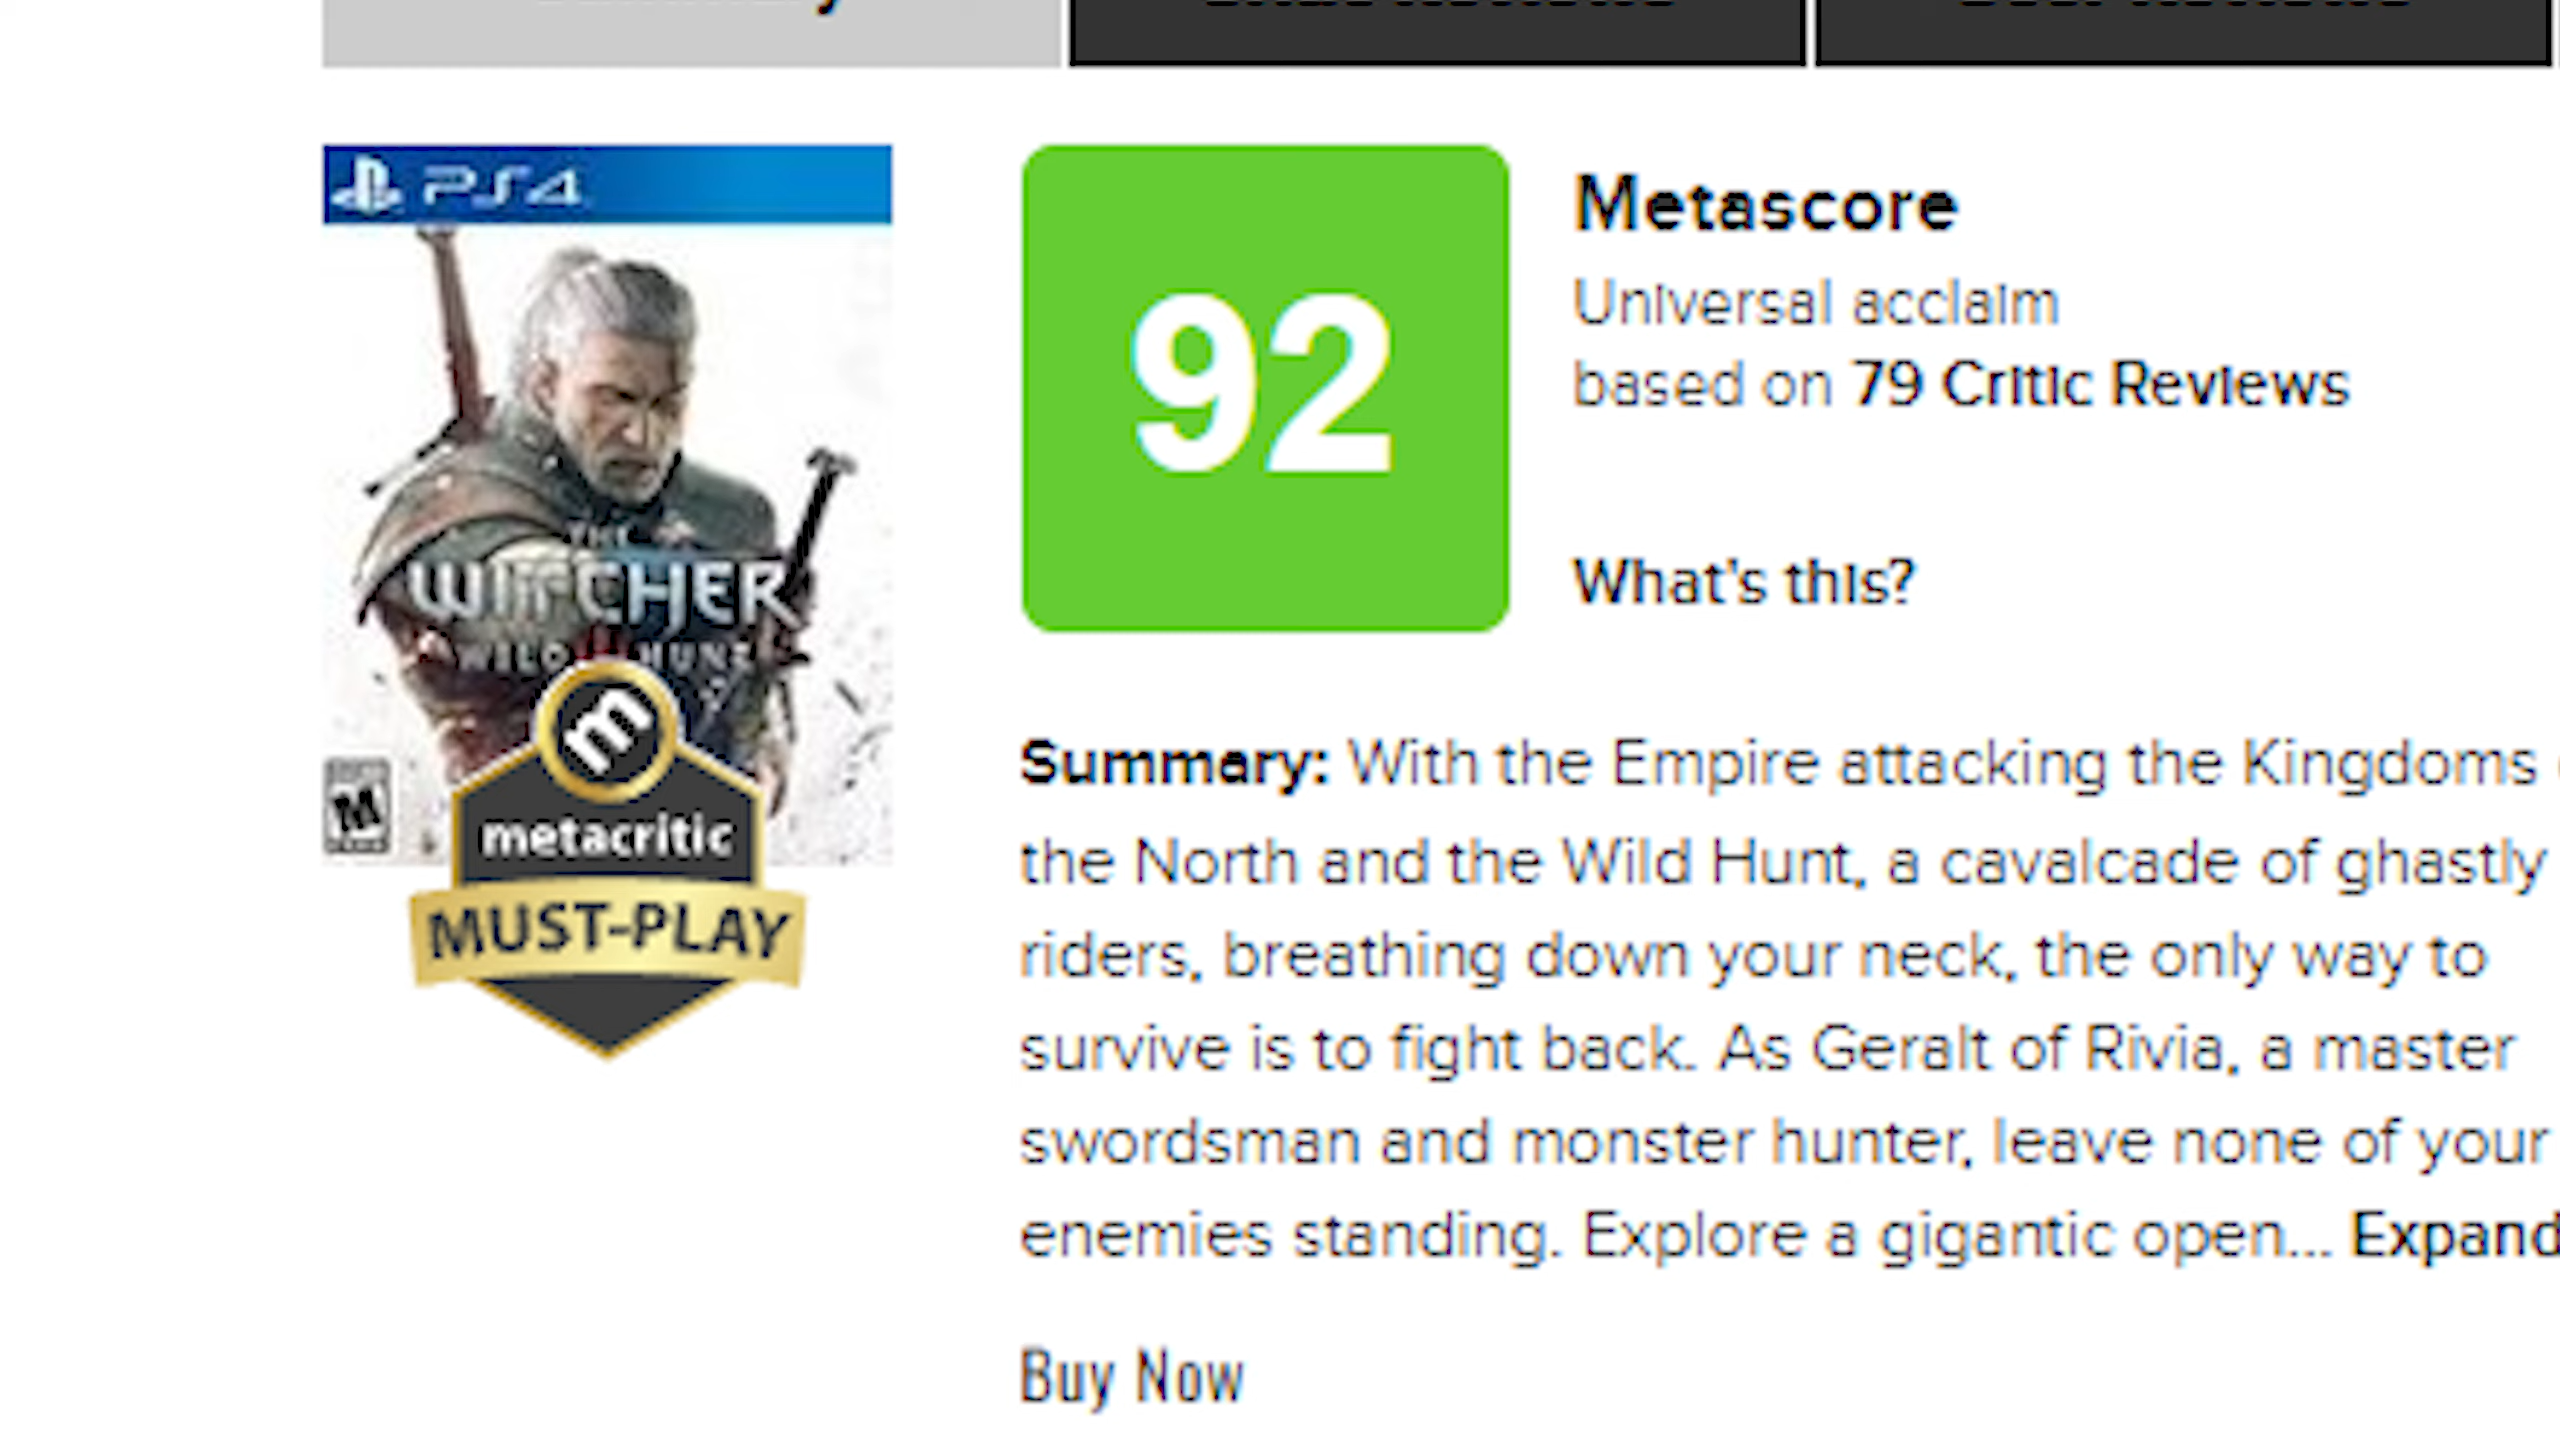 PS4
THE
WITCHER
WILD HUNT
M
m
metacritic
MUST-PLAY
92
Metascore
Universal acclaim
based on 79 Critic Reviews
What's this?
Summary: With the Empire attacking the Kingdoms
the North and the Wild Hunt, a cavalcade of ghastly
riders, breathing down your neck, the only way to
survive is to fight back. As Geralt of Rivia, a master
swordsman and monster hunter, leave none of your
enemies standing. Explore a gigantic open... Expand
Buy Now